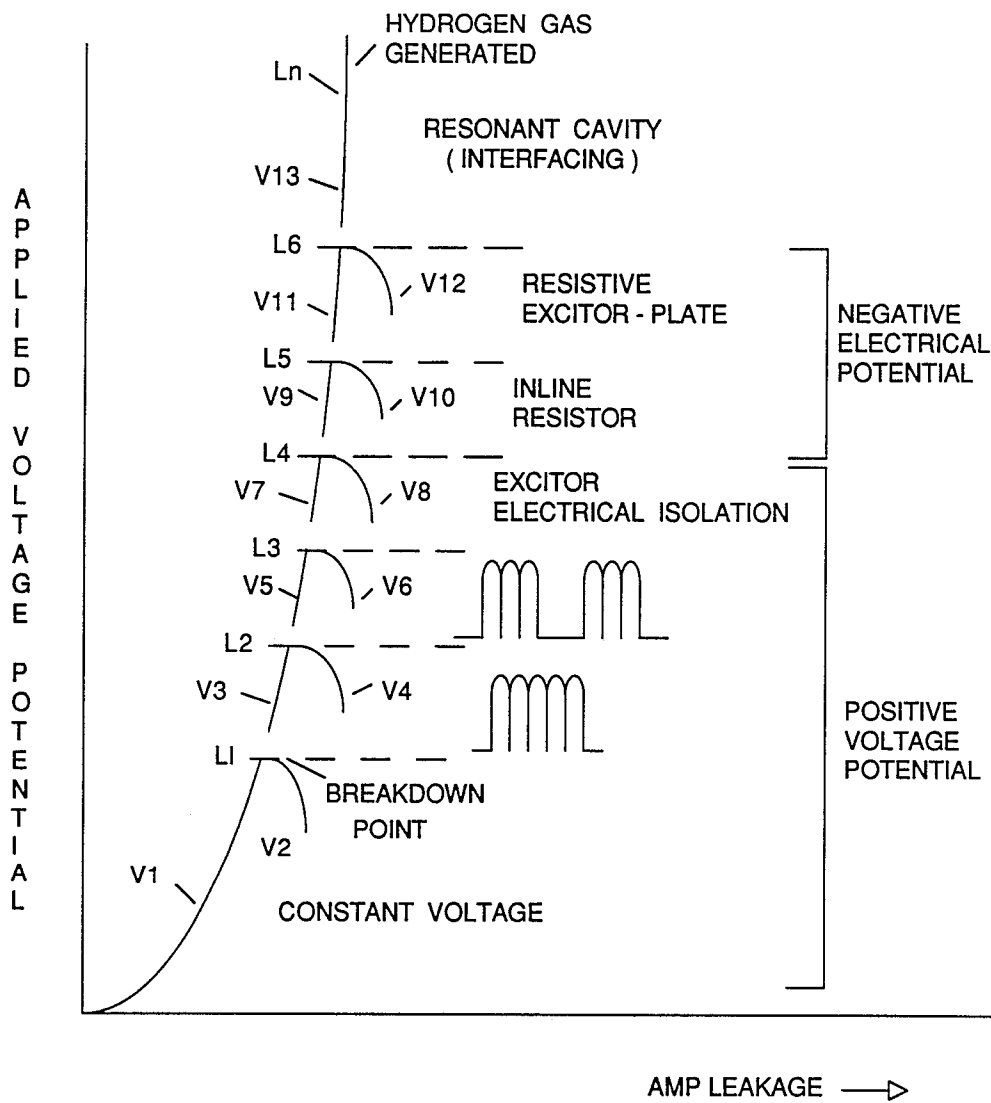 HYDROGEN GAS
GENERATED
Ln
RESONANT CAVITY
( INTERFACING )
V13
APPLIED VOLTAGE POTENTIAL
L6
V12
RESISTIVE
EXCITOR - PLATE
V11
NEGATIVE
ELECTRICAL
POTENTIAL
L5
V9
V10
INLINE
RESISTOR
L4
V7
V8
EXCITOR
ELECTRICAL ISOLATION
L3
V5
V6
L2
V3
V4
POSITIVE
VOLTAGE
POTENTIAL
LI
BREAKDOWN
POINT
V2
V1
CONSTANT VOLTAGE
AMP LEAKAGE